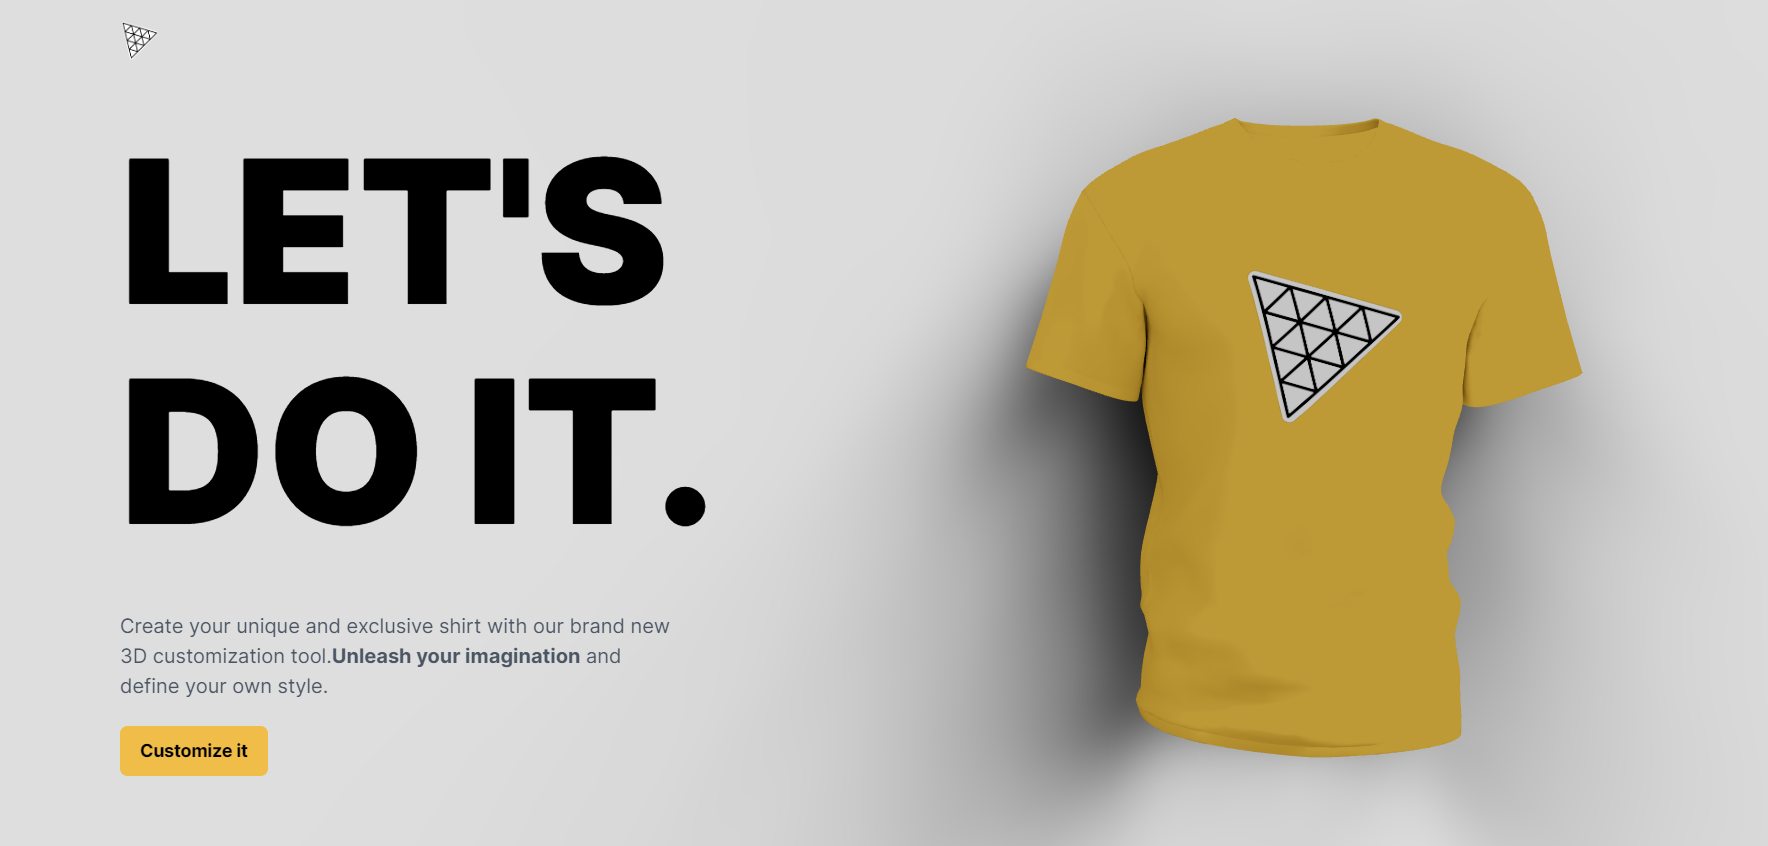 LET'S
DO IT.
Create your unique and exclusive shirt with our brand new
3D customization tool.Unleash your imagination and
define your own style.
Customize it